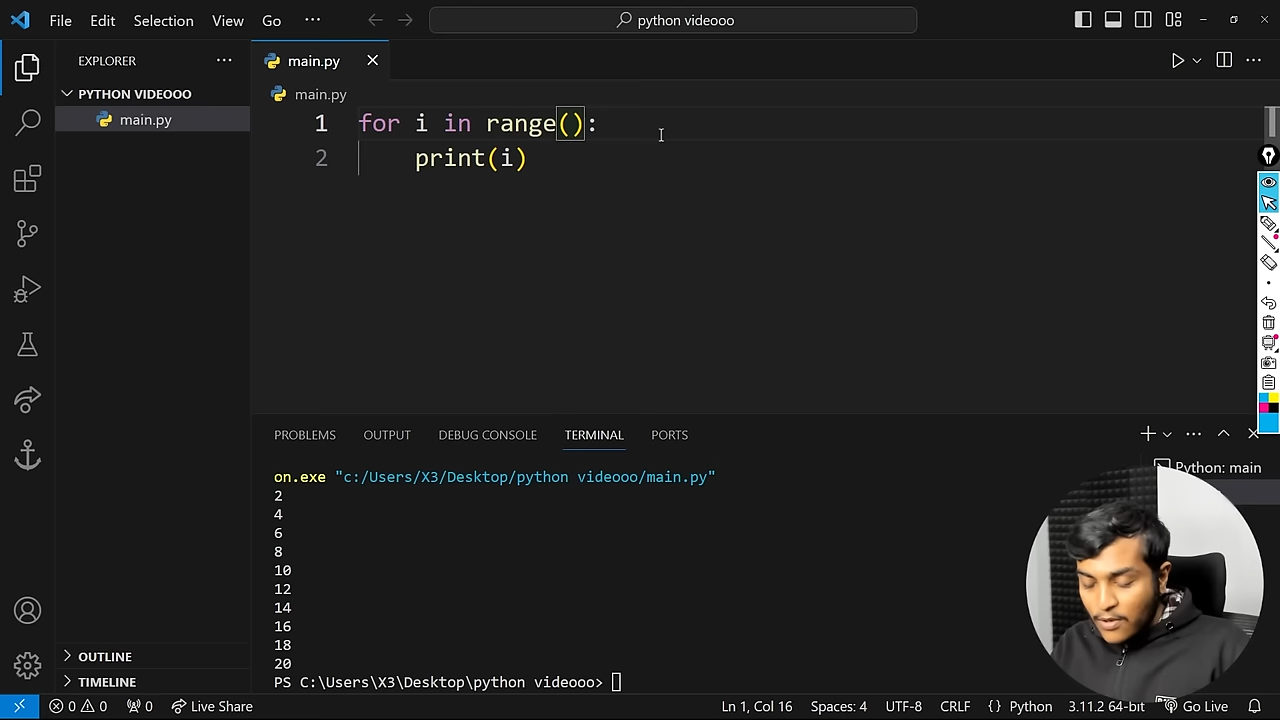 File Edit Selection View Go ··· python videooo
EXPLORER ···
PYTHON VIDEOOO
main.py
OUTLINE
TIMELINE
main.py
main.py
1 for i in range():
2 print(i)
PROBLEMS OUTPUT DEBUG CONSOLE TERMINAL PORTS
Python: main
on.exe "c:/Users/X3/Desktop/python videooo/main.py"
2
4
6
8
10
12
14
16
18
20
PS C:\Users\X3\Desktop\python videooo>
0 0 0 Live Share Ln 1, Col 16 Spaces: 4 UTF-8 CRLF {} Python 3.11.2 64-bit Go Live